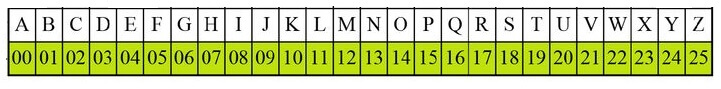 A B C D E F G H I J K L M N O P Q R S T U V W X Y Z
00 01 02 03 04 05 06 07 08 09 10 11 12 13 14 15 16 17 18 19 20 21 22 23 24 25